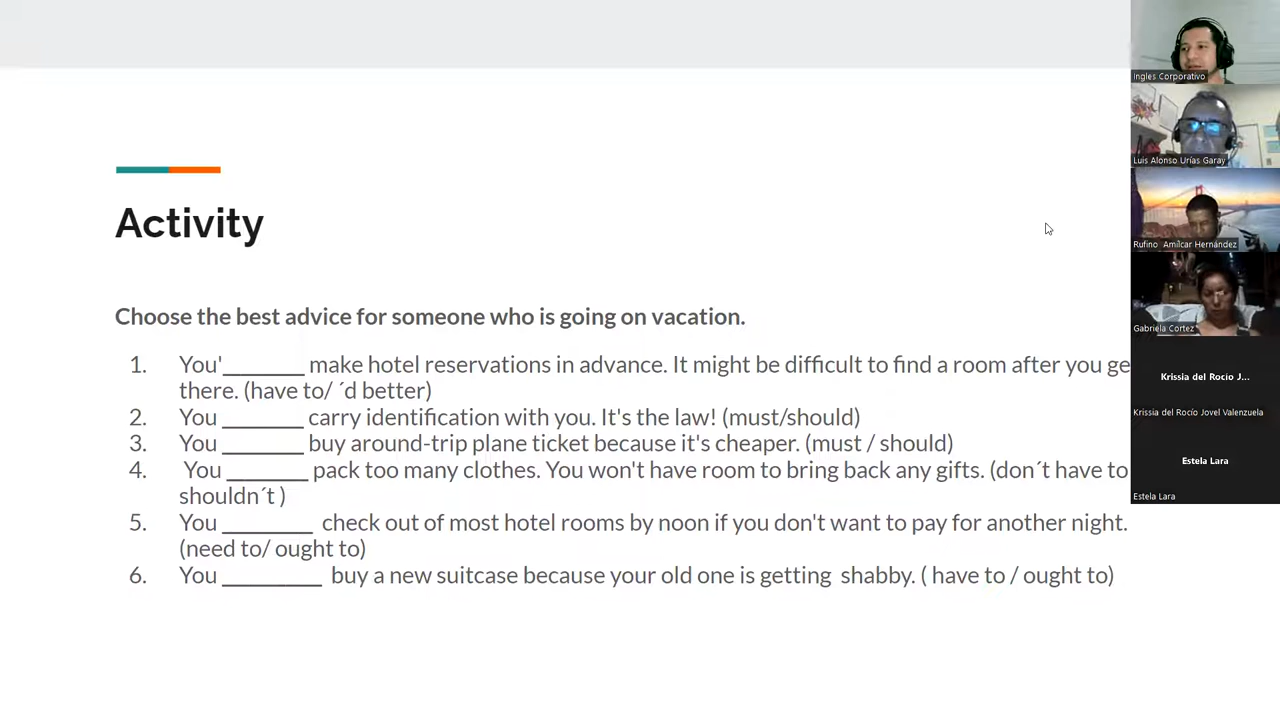 Activity
Choose the best advice for someone who is going on vacation.
1. You'_______ make hotel reservations in advance. It might be difficult to find a room after you ge
there. (have to/ ´d better)
2. You _______ carry identification with you. It's the law! (must/should)
3. You _______ buy around-trip plane ticket because it's cheaper. (must / should)
4. You _______ pack too many clothes. You won't have room to bring back any gifts. (don´t have to
shouldn´t )
5. You ________ check out of most hotel rooms by noon if you don't want to pay for another night.
(need to/ ought to)
6. You _________ buy a new suitcase because your old one is getting shabby. ( have to / ought to)
ingles Corporativo
Luis Alonso Urías Garay
Rufino Amilcar Hernández
Gabriela Cortez
Krissia del Rocío J...
Krissia del Rocío Jovel Valenzuela
Estela Lara
Estela Lara